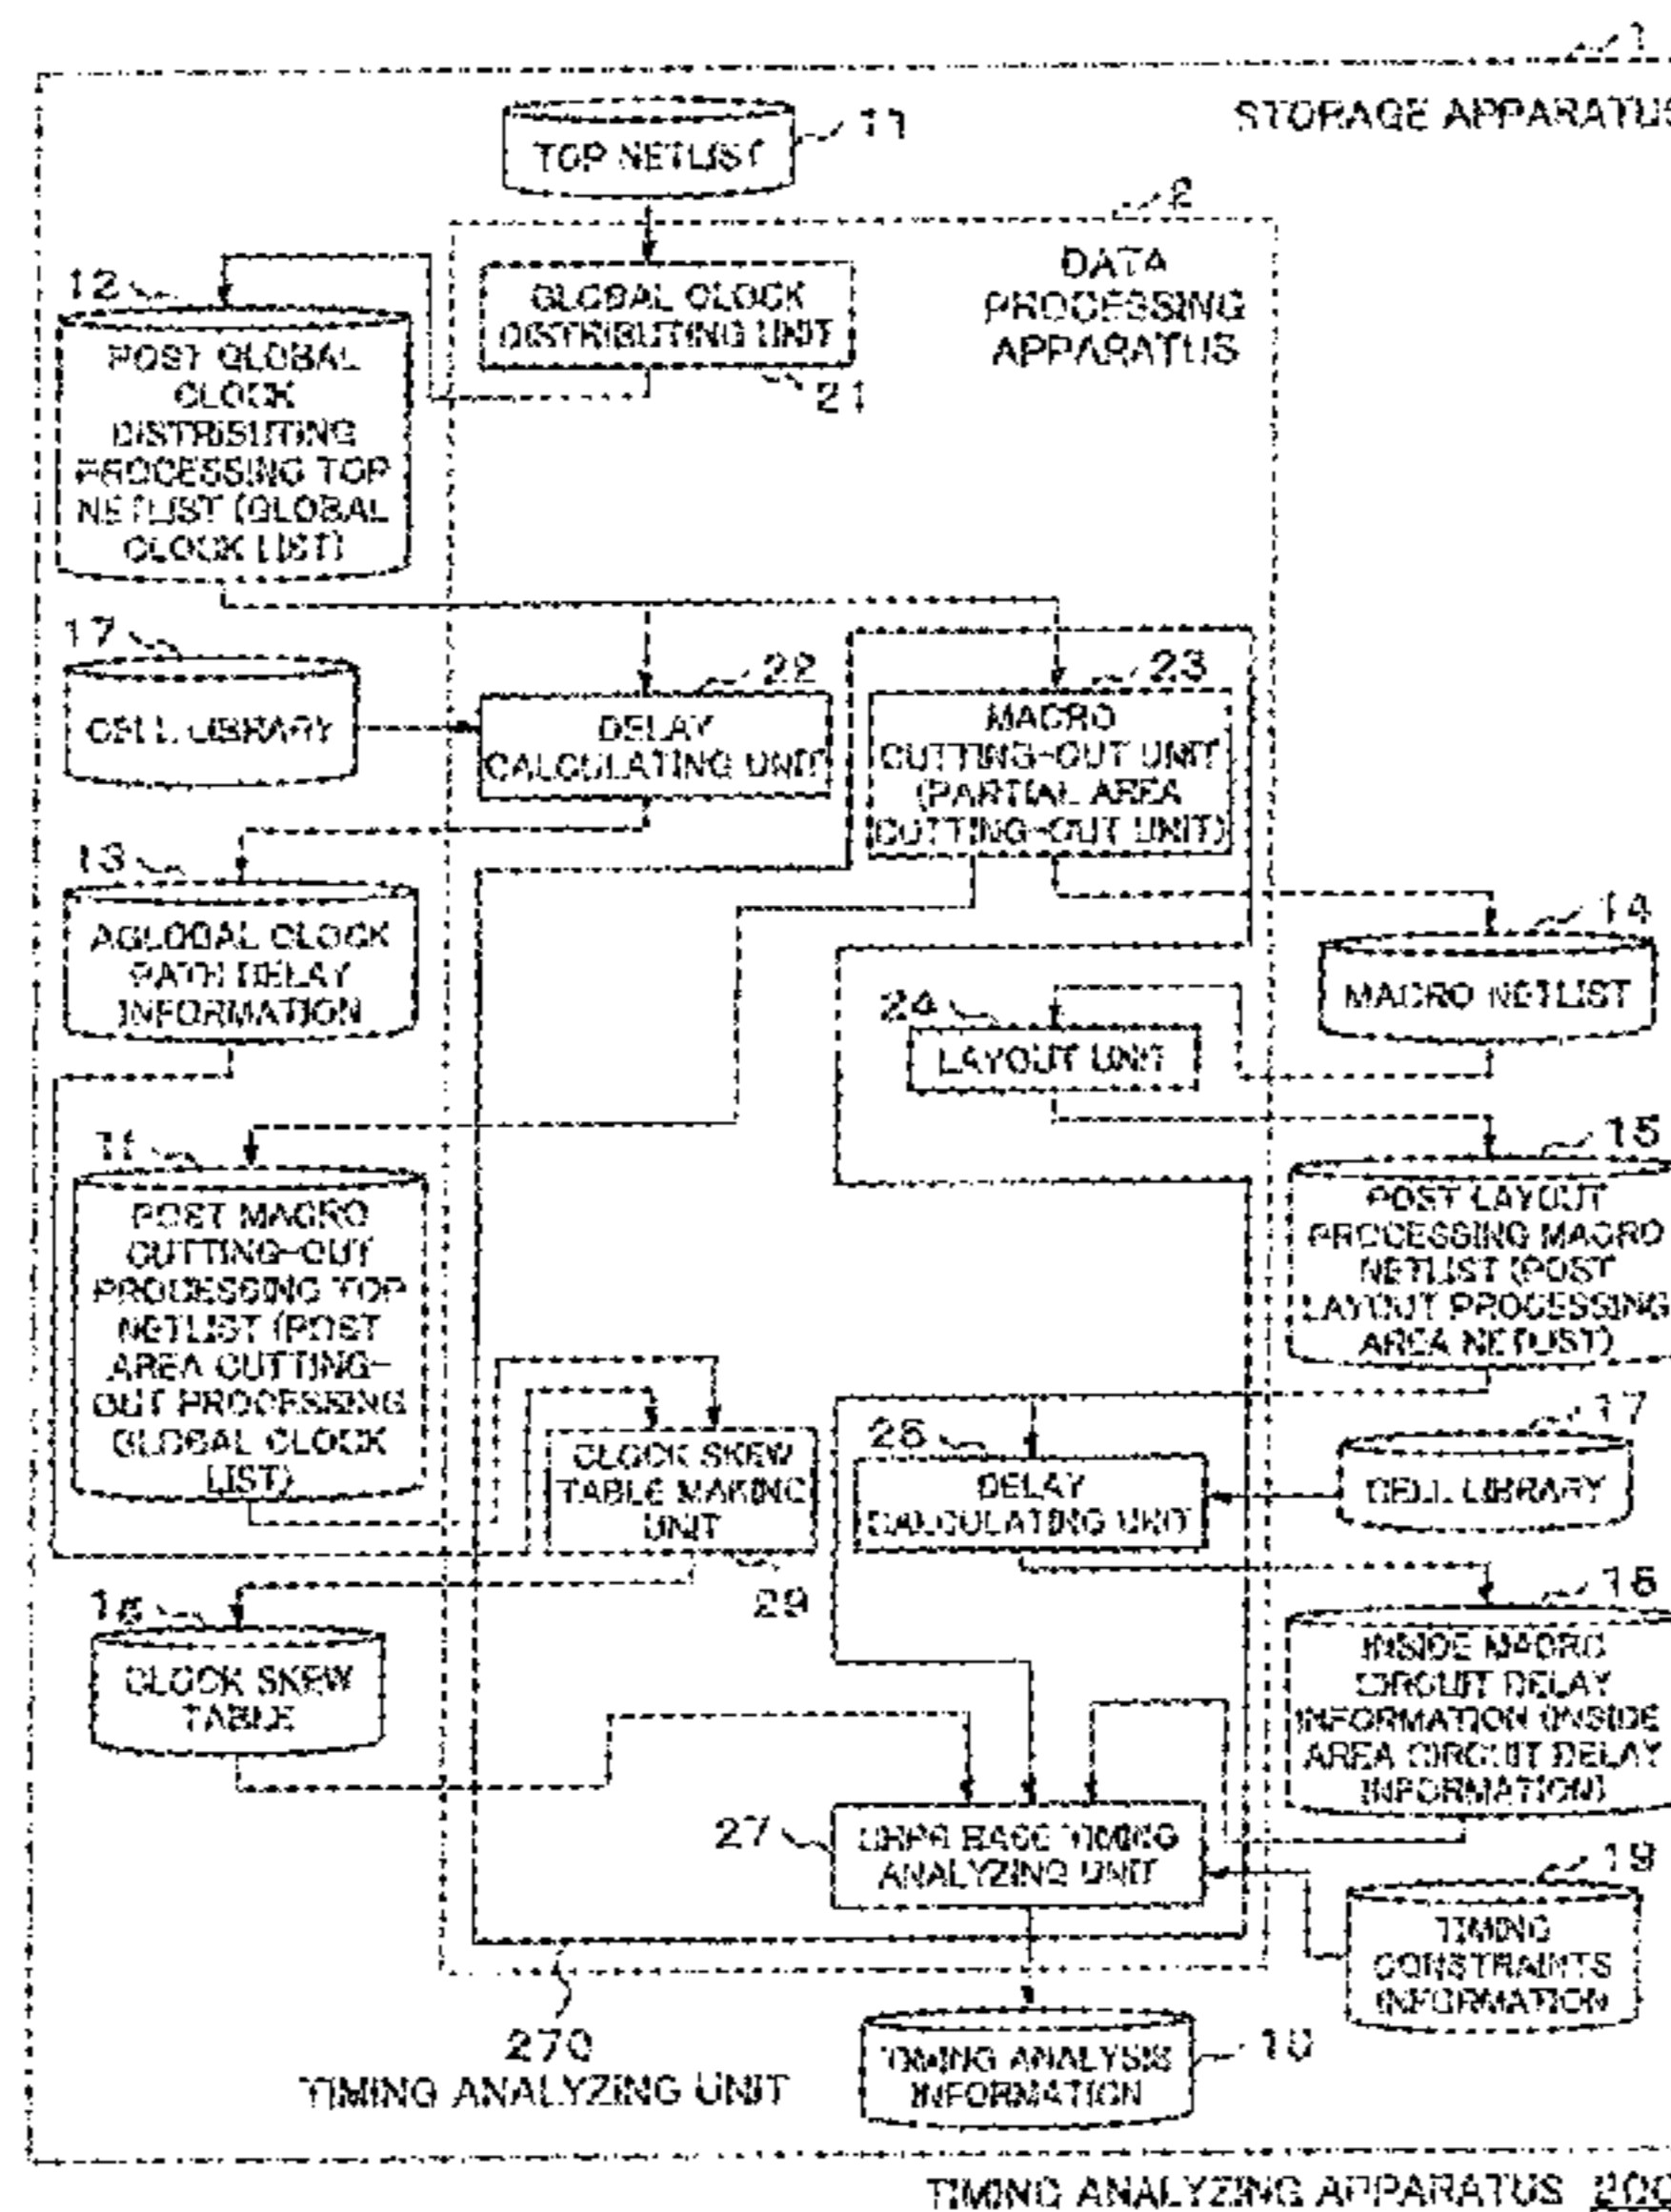 1
STORAGE APPARATUS
11
TOP NETLIST
2
DATA
PROCESSING
APPARATUS
12
GLOBAL CLOCK
DISTRIBUTING UNIT
21
POST GLOBAL
CLOCK
DISTRIBUTING
PROCESSING TOP
NETLIST (GLOBAL
CLOCK LIST)
17
CELL LIBRARY
22
DELAY
CALCULATING UNIT
23
MACRO
CUTTING-OUT UNIT
(PARTIAL AREA
CUTTING-OUT UNIT)
13
AGLOBAL CLOCK
PATH DELAY
INFORMATION
14
MACRO NETLIST
24
LAYOUT UNIT
POST MACRO
CUTTING-OUT
PROCESSING TOP
NETLIST (POST
AREA CUTTING-
OUT PROCESSING
GLOBAL CLOCK
LIST)
15
POST LAYOUT
PROCESSING MACRO
NETLIST (POST
LAYOUT PROCESSING
AREA NETLIST)
CLOCK SKEW
TABLE MAKING
UNIT
29
DELAY
CALCULATING UNIT
17
CELL LIBRARY
CLOCK SKEW
TABLE
16
INSIDE MACRO
CIRCUIT DELAY
INFORMATION (INSIDE
AREA CIRCUIT DELAY
INFORMATION)
27
BASE TIMING
ANALYZING UNIT
19
TIMING
CONSTRAINTS
INFORMATION
270
TIMING ANALYZING UNIT
TIMING ANALYSIS
INFORMATION
10
TIMING ANALYZING APPARATUS 200